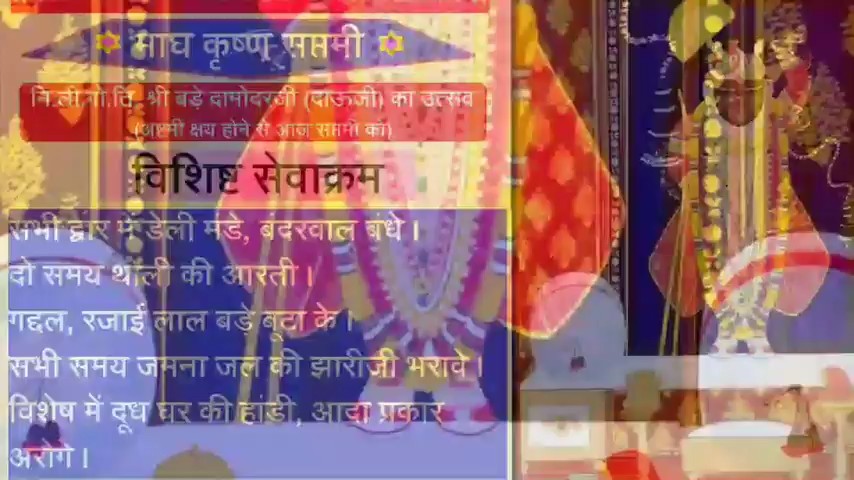 माघ कृष्ण सप्तमी
नि.ली.गो.ति. श्री बड़े दामोदरजी (दाऊजी) का उत्सव
(अष्टमी क्षय होने से आज सप्तमी को)
विशिष्ट सेवाक्रम
सभी द्वार में डेली मंडे, बंदरवाल बंधे।
दो समय थाली की आरती।
गद्दल, रजाई लाल बड़े बूटा के।
सभी समय जमना जल की झारीजी भरावे।
विशेष में दूध घर की हांडी, आदा प्रकार
अरोगे।